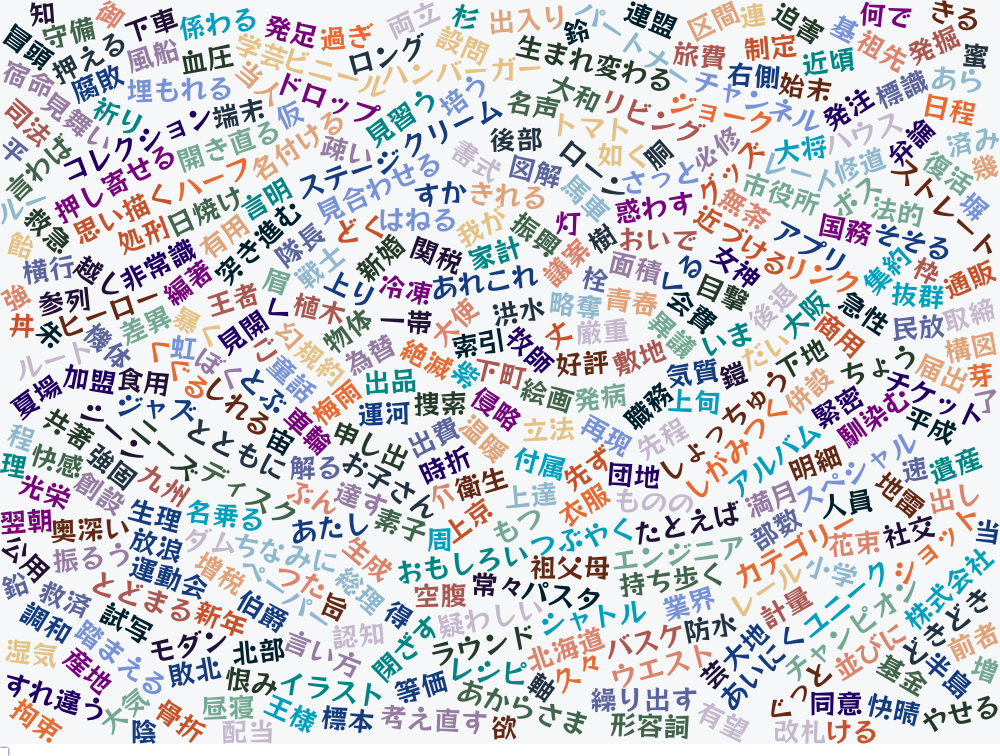 知
守備
御
下車
係わる
発足
過ぎ
両立
杉
出入り
鈴
パートナー
連盟
区間
連
迫害
基
何で
きる
冒頭
押える
風船
血圧
学芸
ビニール
ロング
設問
生まれ変わる
旅費
制定
近頃
祖先
発掘
蜜
宿命
腐敗
埋もれる
当人
ドロップ
ハンバーガー
チャンネル
右側
始末
発注
標識
あら
司法
見舞い
祈り
コレクション
端末
仮
見習う
培う
名声
大和
リビング
ジョーク
日程
平
言わば
開き直る
名付ける
疎い
ステージ
クリーム
後部
トマト
如く
胴
必修
大将
ハウス
弁論
済み
ルー
押し寄せる
ハーフ
見合わせる
書式
図解
ローン
さっと
グッズ
レート
修道
復活
幾
救急
思い描く
日焼け
言明
すか
きれる
馬車
惑わす
無茶
市役所
ボス
法的
ストレート
塀
飴
処刑
有用
突き進む
隊長
どく
はねる
我が
振興
灯
樹
おいで
近づける
アプリ
国務
そそる
横行
越く
非常識
眉
戦士
新婚
関税
家計
議案
栓
面積
くる
女神
リンク
集約
枠
通販
強
参列
編著
王者
上り
冷凍
あれこれ
略奪
青春
会費
目撃
後迫
急性
抜群
丼
米
ヒーロー
差異
暴く
見開く
植木
物体
一帯
大使
洪水
丈
厳重
異議
いま
大阪
商用
民放
取締
ルート
機体
虹
ぼく
幻
規約
為替
絶滅
索引
牧師
好評
敷地
だい
下地
ちょう
届出
構図
芽
夏場
加盟
食用
くぐる
とぶ
ご
童話
梅雨
出品
柴
下町
絵画
発病
気質
鎧
しょっちゅう
併設
緊密
チケット
了
共著
ジャズ
しれる
車輪
運河
捜索
侵略
職務
上旬
しがみつく
馴染む
平成
程
快感
強固
ニーズ
ともに
宙
申し出
出費
温暖
立法
再現
先程
アルバム
明細
スペシャル
速
遺産
理
光栄
創設
九州
ディスク
解る
お子さん
時折
衛生
付属
先ず
団地
満月
人員
地雷
出し
翌朝
奥深い
生理
名乗る
ぶん
達す
素子
欠
上達
衣服
ものの
部数
社交
公用
振るう
放浪
ダム
ちなみに
あたし
周
上京
もつ
つぶやく
たとえば
カテゴリー
花束
ショット
当
鉛
救済
運動会
増税
ペーパー
つた
生成
おもしろい
祖父母
エンジニア
レール
小学
ユニーク
株式会社
調和
とどまる
新年
伯爵
旨
総理
得
空腹
常々
パスタ
持ち歩く
業界
計量
チャンピオン
どきどき
湿気
踏まえる
試写
モダン
北部
言い方
認知
閉ざす
疑わしい
シャトル
北海道
バスケ
防水
大地
並びに
前者
産地
敗北
恨み
イラスト
ラウンド
レシピ
軸
久々
ウエスト
芸
あいにく
ぐっと
基金
半島
増
すれ違う
大気
骨折
昼寝
王様
標本
等価
あからさま
繰り出す
同意
快晴
やせる
拘束
陰
配当
考え直す
欲
形容詞
有望
改札
ける